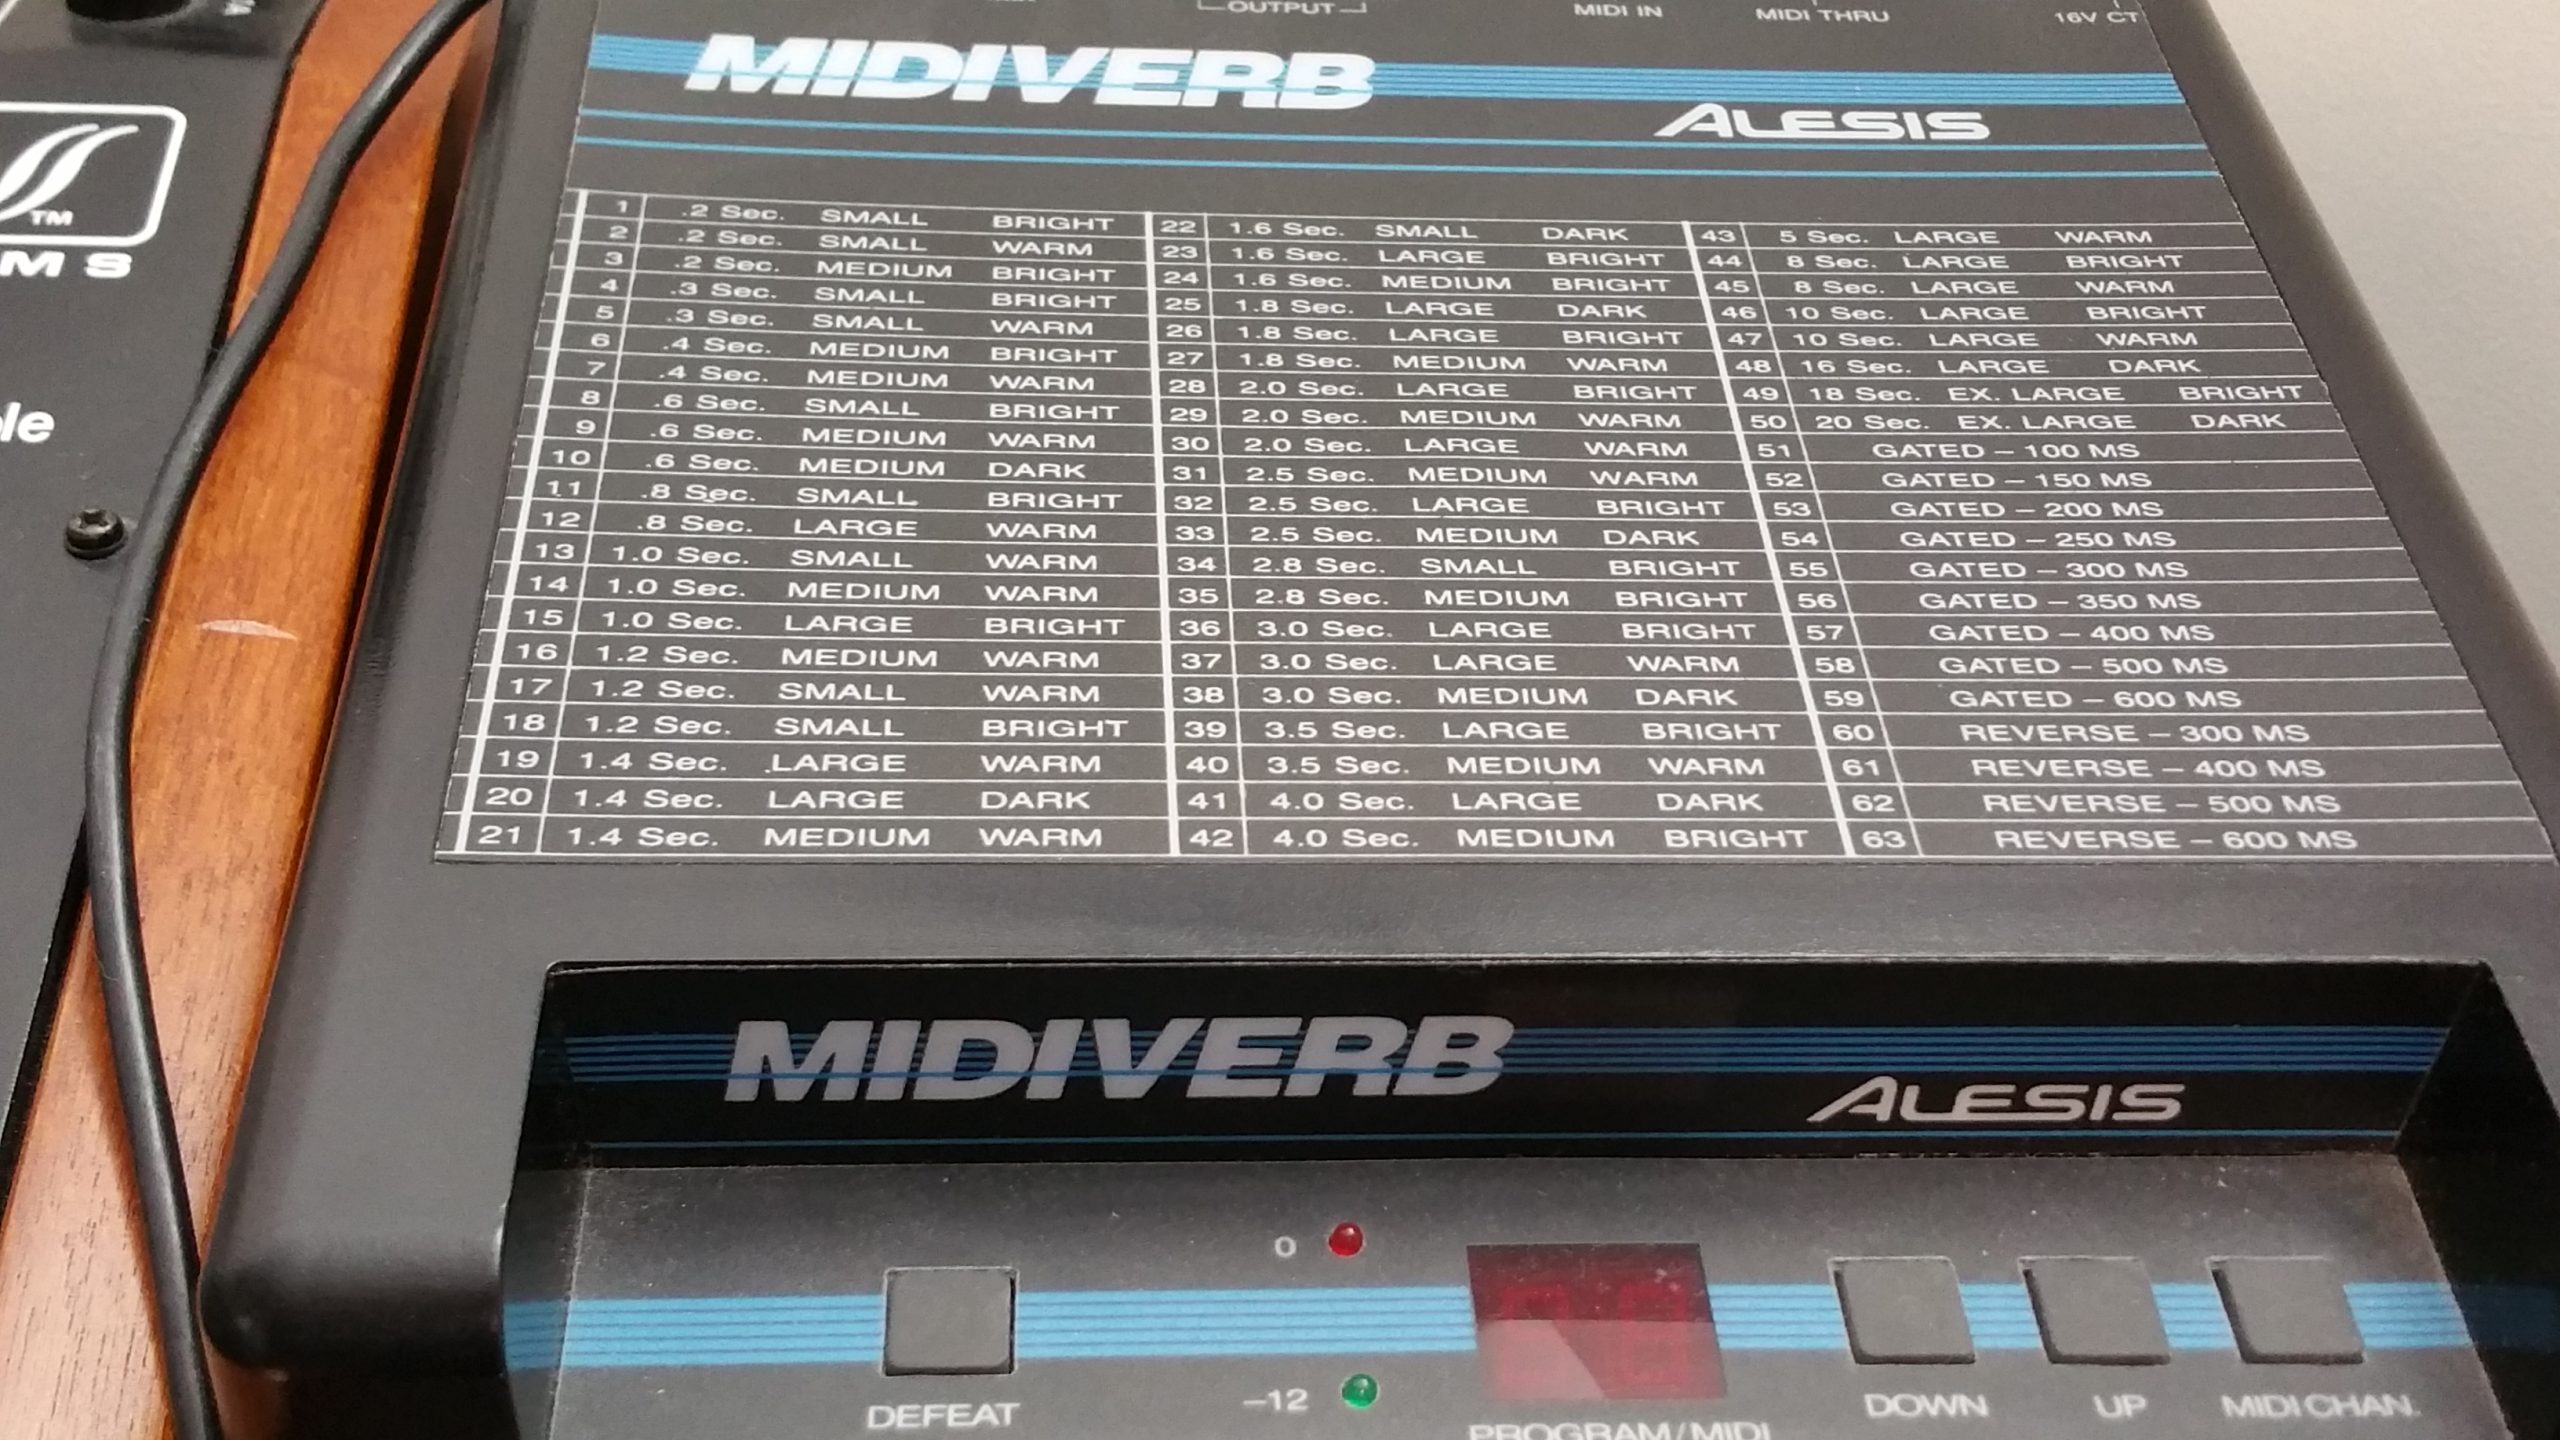 OUTPUT
MIDI IN
MIDI THRU
16V CT
MIDIVERB
ALESIS
TM
M S
le
1 .2 Sec. SMALL BRIGHT
2 .2 Sec. SMALL WARM
3 .2 Sec. MEDIUM BRIGHT
4 .3 Sec. SMALL BRIGHT
5 .3 Sec. SMALL WARM
6 .4 Sec. MEDIUM BRIGHT
7 .4 Sec. MEDIUM WARM
8 .6 Sec. SMALL BRIGHT
9 .6 Sec. MEDIUM WARM
10 .6 Sec. MEDIUM DARK
11 .8 Sec. SMALL BRIGHT
12 .8 Sec. LARGE WARM
13 1.0 Sec. SMALL WARM
14 1.0 Sec. MEDIUM WARM
15 1.0 Sec. LARGE BRIGHT
16 1.2 Sec. MEDIUM WARM
17 1.2 Sec. SMALL WARM
18 1.2 Sec. SMALL BRIGHT
19 1.4 Sec. LARGE WARM
20 1.4 Sec. LARGE DARK
21 1.4 Sec. MEDIUM WARM
22 1.6 Sec. SMALL DARK
23 1.6 Sec. LARGE BRIGHT
24 1.6 Sec. MEDIUM BRIGHT
25 1.8 Sec. LARGE DARK
26 1.8 Sec. LARGE BRIGHT
27 1.8 Sec. MEDIUM WARM
28 2.0 Sec. LARGE BRIGHT
29 2.0 Sec. MEDIUM WARM
30 2.0 Sec. LARGE WARM
31 2.5 Sec. MEDIUM WARM
32 2.5 Sec. LARGE BRIGHT
33 2.5 Sec. MEDIUM DARK
34 2.8 Sec. SMALL BRIGHT
35 2.8 Sec. MEDIUM BRIGHT
36 3.0 Sec. LARGE BRIGHT
37 3.0 Sec. LARGE WARM
38 3.0 Sec. MEDIUM DARK
39 3.5 Sec. LARGE BRIGHT
40 3.5 Sec. MEDIUM WARM
41 4.0 Sec. LARGE DARK
42 4.0 Sec. MEDIUM BRIGHT
43 5 Sec. LARGE WARM
44 8 Sec. LARGE BRIGHT
45 8 Sec. LARGE WARM
46 10 Sec. LARGE BRIGHT
47 10 Sec. LARGE WARM
48 16 Sec. LARGE DARK
49 18 Sec. EX. LARGE BRIGHT
50 20 Sec. EX. LARGE DARK
51 GATED – 100 MS
52 GATED – 150 MS
53 GATED – 200 MS
54 GATED – 250 MS
55 GATED – 300 MS
56 GATED – 350 MS
57 GATED – 400 MS
58 GATED – 500 MS
59 GATED – 600 MS
60 REVERSE – 300 MS
61 REVERSE – 400 MS
62 REVERSE – 500 MS
63 REVERSE – 600 MS
MIDIVERB
ALESIS
0
–12
DEFEAT
PROGRAM/MIDI
DOWN
UP
MIDI CHAN.